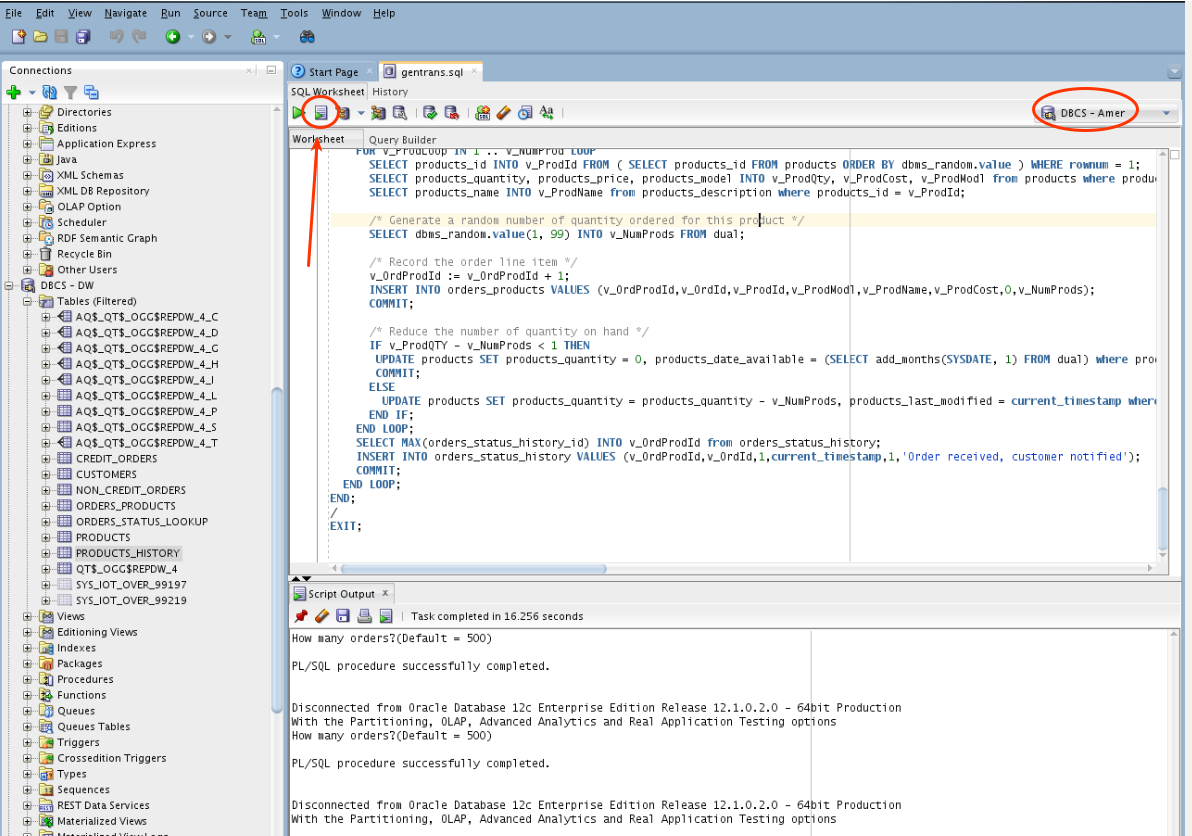 File Edit View Navigate Run Source Team Tools Window Help
Connections
Start Page
gentrans.sql
SQL Worksheet History
DBCS - Amer
Worksheet Query Builder
Directories
Editions
Application Express
Java
XML Schemas
XML DB Repository
OLAP Option
Scheduler
RDF Semantic Graph
Recycle Bin
Other Users
DBCS - DW
Tables (Filtered)
AQ$_QT$_OGG$REPDW_4_C
AQ$_QT$_OGG$REPDW_4_D
AQ$_QT$_OGG$REPDW_4_G
AQ$_QT$_OGG$REPDW_4_H
AQ$_QT$_OGG$REPDW_4_I
AQ$_QT$_OGG$REPDW_4_L
AQ$_QT$_OGG$REPDW_4_P
AQ$_QT$_OGG$REPDW_4_S
AQ$_QT$_OGG$REPDW_4_T
CREDIT_ORDERS
CUSTOMERS
NON_CREDIT_ORDERS
ORDERS_PRODUCTS
ORDERS_STATUS_LOOKUP
PRODUCTS
PRODUCTS_HISTORY
QT$_OGG$REPDW_4
SYS_IOT_OVER_99197
SYS_IOT_OVER_99219
Views
Editioning Views
Indexes
Packages
Procedures
Functions
Queues
Queues Tables
Triggers
Crossedition Triggers
Types
Sequences
REST Data Services
Materialized Views
Materialized View Logs
FOR v_ProdLoop IN 1 .. v_NumProd LOOP
SELECT products_id INTO v_ProdId FROM ( SELECT products_id FROM products ORDER BY dbms_random.value ) WHERE rownum = 1;
SELECT products_quantity, products_price, products_model INTO v_ProdQty, v_ProdCost, v_ProdModl from products where produ
SELECT products_name INTO v_ProdName from products_description where products_id = v_ProdId;
/* Generate a random number of quantity ordered for this product */
SELECT dbms_random.value(1, 99) INTO v_NumProds FROM dual;
/* Record the order line item */
v_OrdProdId := v_OrdProdId + 1;
INSERT INTO orders_products VALUES (v_OrdProdId,v_OrdId,v_ProdId,v_ProdModl,v_ProdName,v_ProdCost,0,v_NumProds);
COMMIT;
/* Reduce the number of quantity on hand */
IF v_ProdQTY - v_NumProds < 1 THEN
UPDATE products SET products_quantity = 0, products_date_available = (SELECT add_months(SYSDATE, 1) FROM dual) where pro
COMMIT;
ELSE
UPDATE products SET products_quantity = products_quantity - v_NumProds, products_last_modified = current_timestamp where
END IF;
END LOOP;
SELECT MAX(orders_status_history_id) INTO v_OrdProdId from orders_status_history;
INSERT INTO orders_status_history VALUES (v_OrdProdId,v_OrdId,1,current_timestamp,1,'Order received, customer notified');
COMMIT;
END LOOP;
END;
/
EXIT;
Script Output
Task completed in 16.256 seconds
How many orders?(Default = 500)
PL/SQL procedure successfully completed.
Disconnected from Oracle Database 12c Enterprise Edition Release 12.1.0.2.0 - 64bit Production
With the Partitioning, OLAP, Advanced Analytics and Real Application Testing options
How many orders?(Default = 500)
PL/SQL procedure successfully completed.
Disconnected from Oracle Database 12c Enterprise Edition Release 12.1.0.2.0 - 64bit Production
With the Partitioning, OLAP, Advanced Analytics and Real Application Testing options